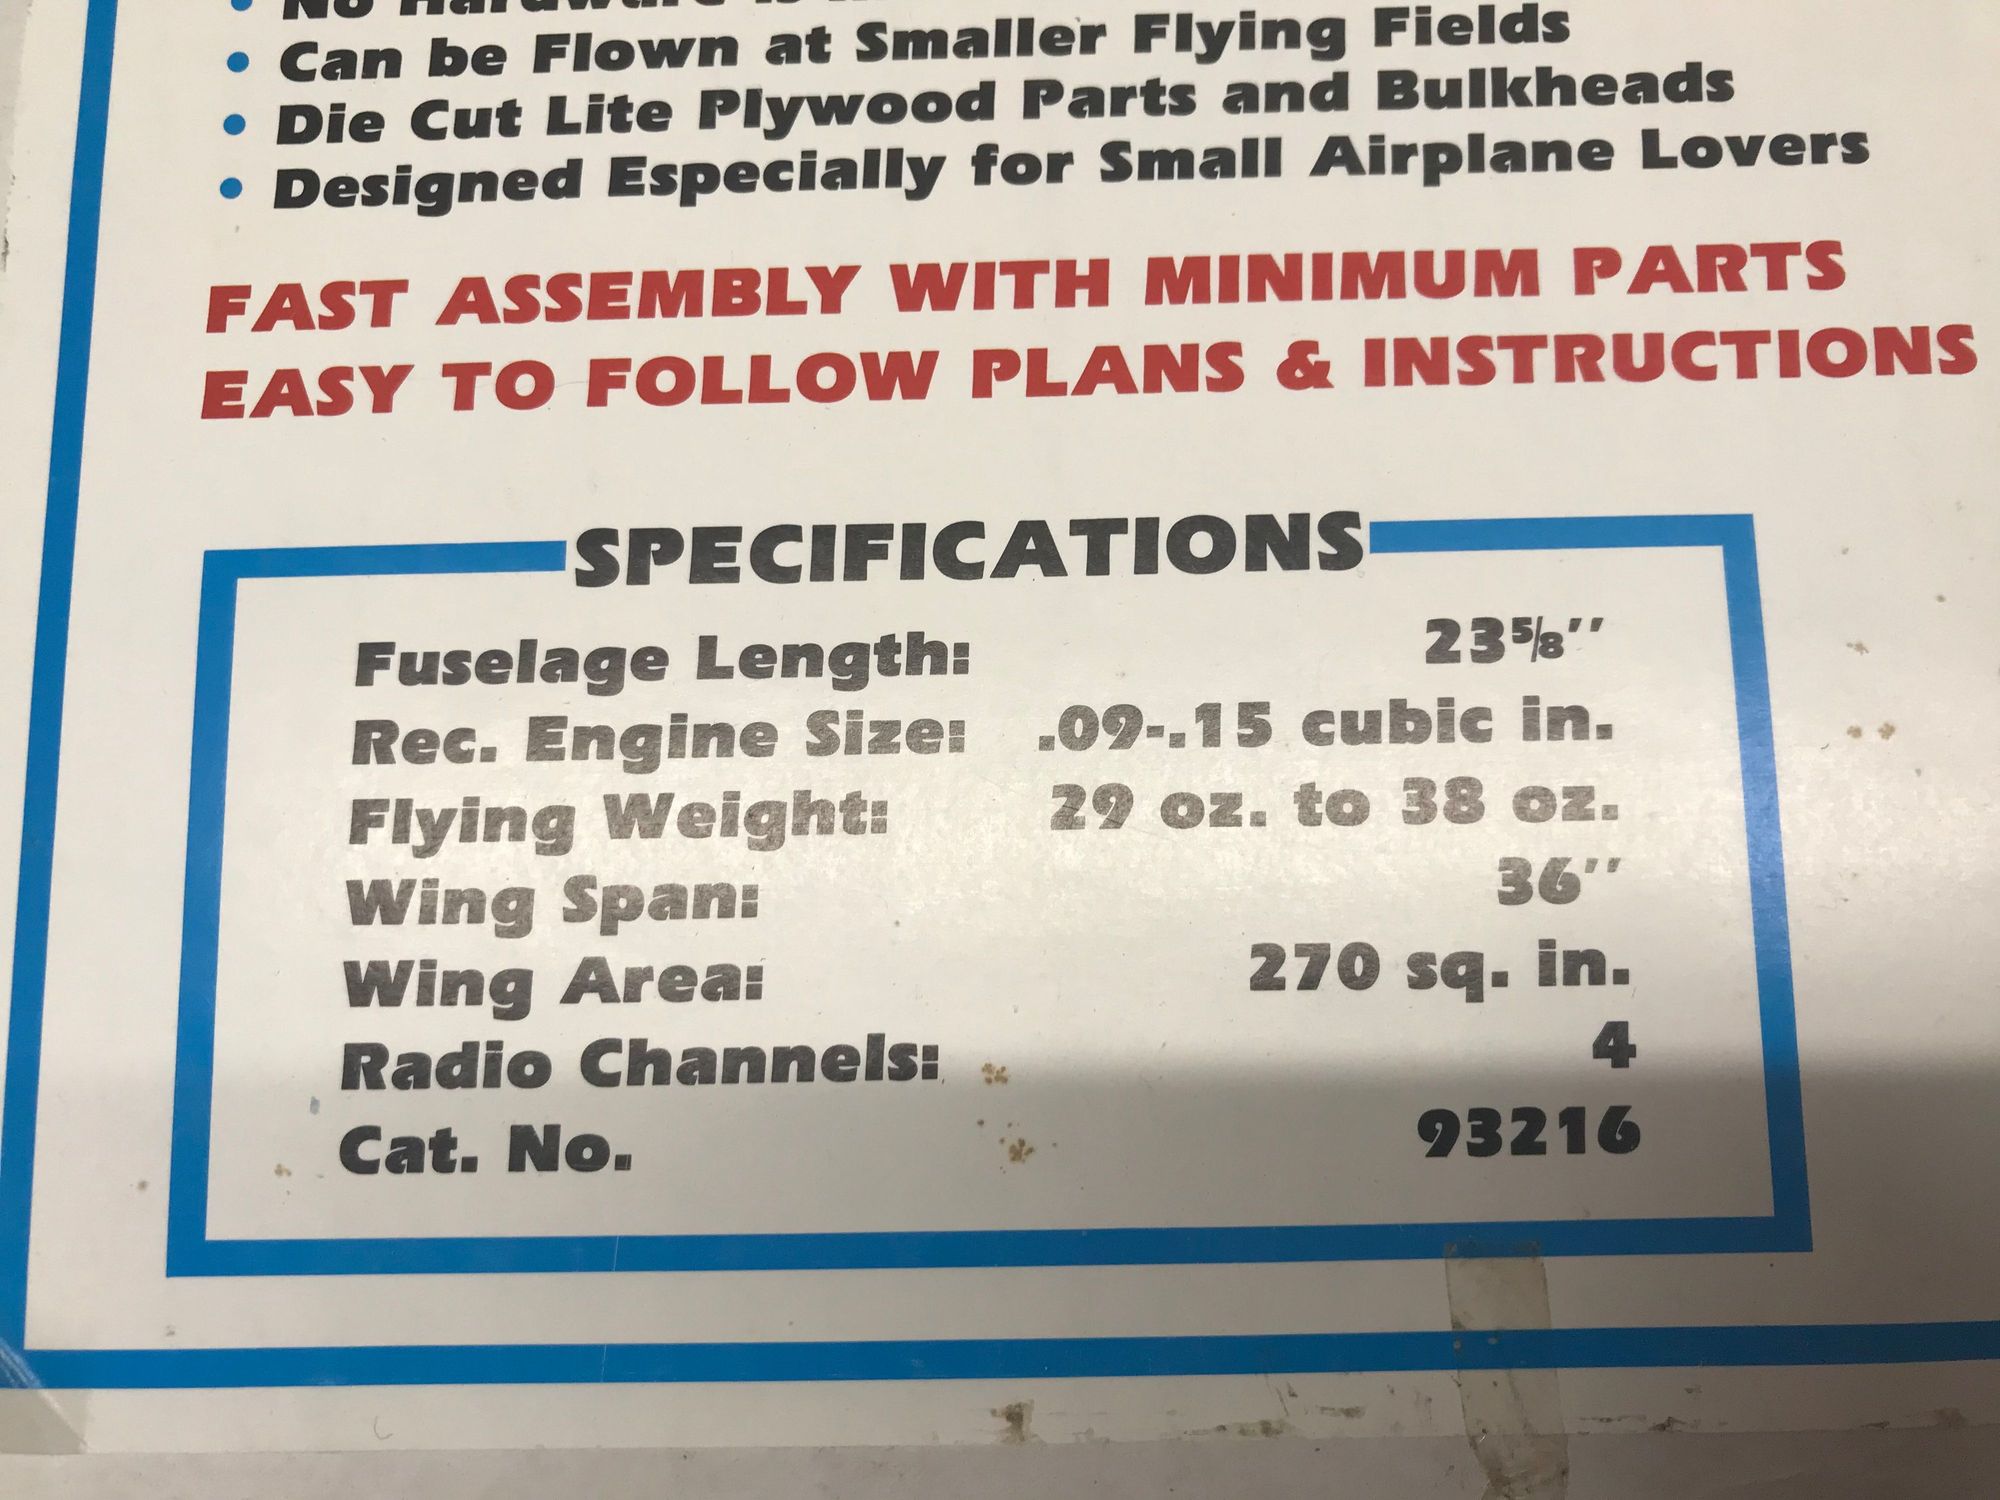 • No Hardware is
• Can be Flown at Smaller Flying Fields
• Die Cut Lite Plywood Parts and Bulkheads
• Designed Especially for Small Airplane Lovers
FAST ASSEMBLY WITH MINIMUM PARTS
EASY TO FOLLOW PLANS & INSTRUCTIONS
SPECIFICATIONS
Fuselage Length: 23⅝''
Rec. Engine Size: .09-.15 cubic in.
Flying Weight: 29 oz. to 38 oz.
Wing Span: 36''
Wing Area: 270 sq. in.
Radio Channels: 4
Cat. No. 93216